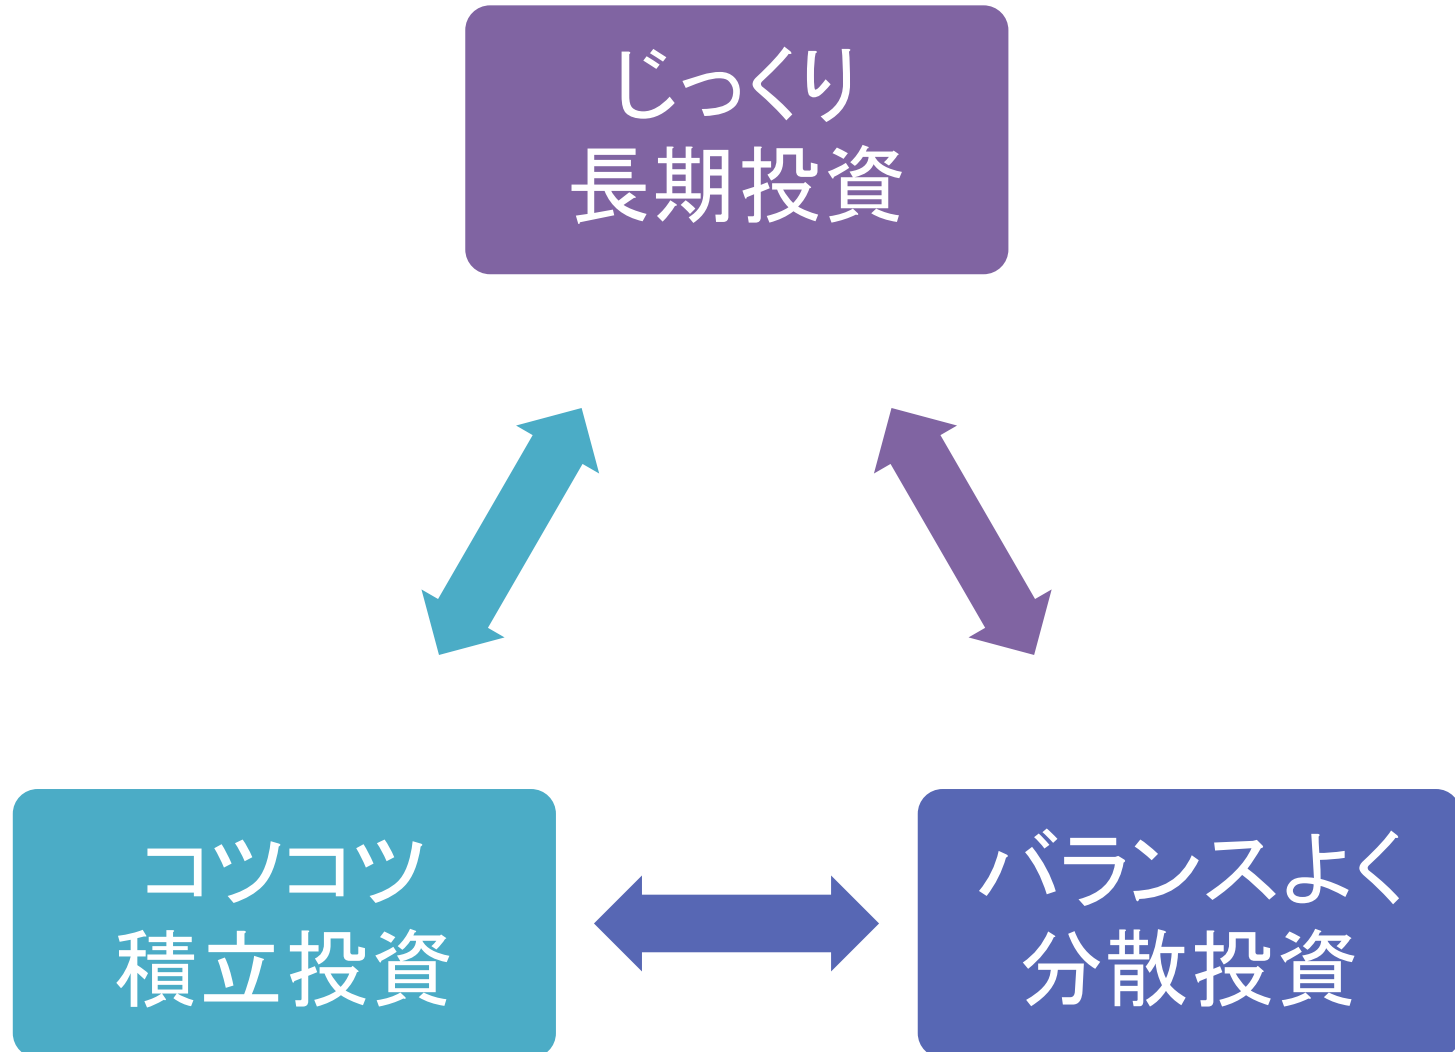 じっくり
長期投資
コツコツ
積立投資
バランスよく
分散投資